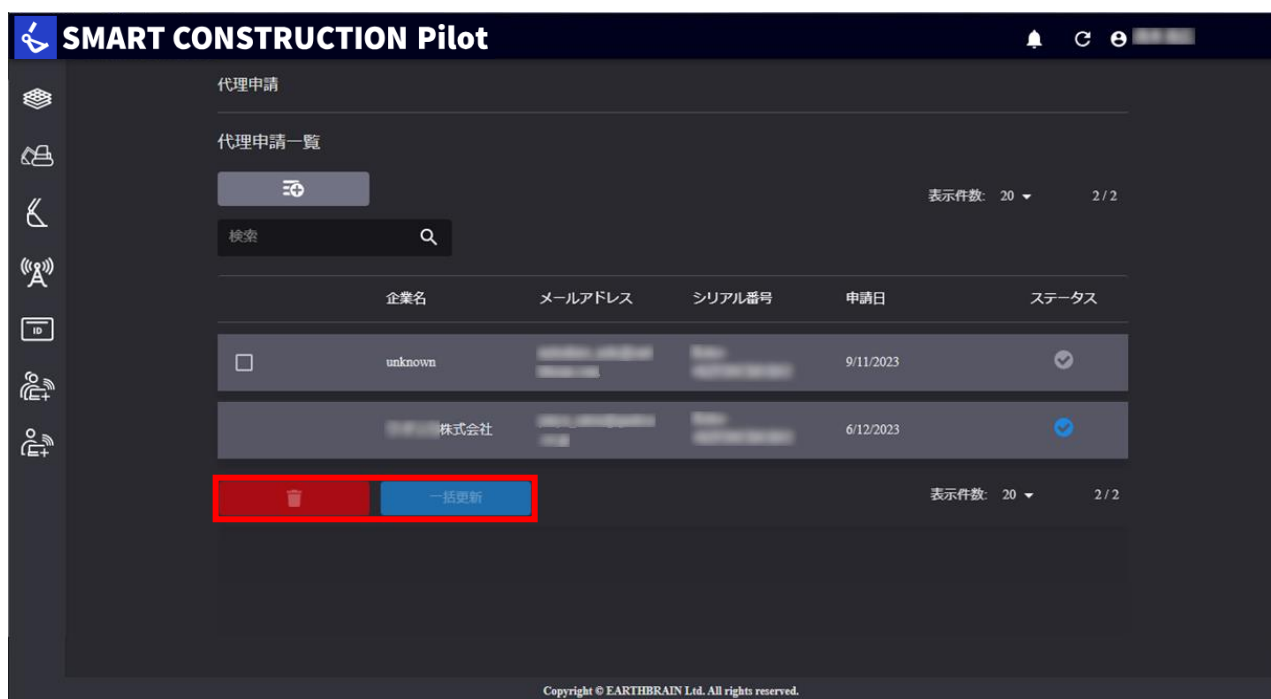 SMART CONSTRUCTION Pilot
代理申請
代理申請一覧
表示件数: 20 2 / 2
検索
企業名 メールアドレス シリアル番号 申請日 ステータス
ID
unknown 9/11/2023
株式会社 6/12/2023
一括更新 表示件数: 20 2 / 2
Copyright © EARTHBRAIN Ltd. All rights reserved.